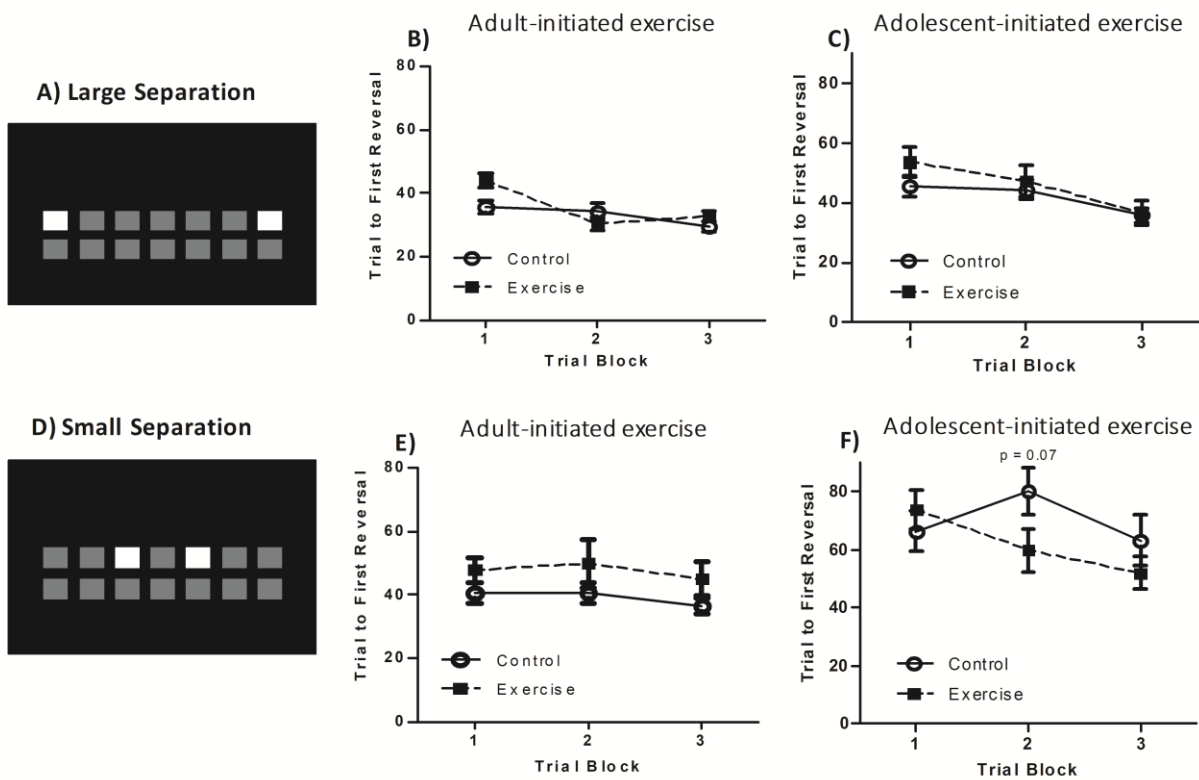 A) Large Separation
B)
Adult-initiated exercise
Trial to First Reversal
80
60
40
20
0
Control
Exercise
1
2
3
Trial Block
C)
Adolescent-initiated exercise
Trial to First Reversal
80
60
40
20
0
Control
Exercise
1
2
3
Trial Block
D) Small Separation
E)
Adult-initiated exercise
Trial to First Reversal
80
60
40
20
0
Control
Exercise
1
2
3
Trial Block
F)
Adolescent-initiated exercise
p = 0.07
Trial to First Reversal
80
60
40
20
0
Control
Exercise
1
2
3
Trial Block